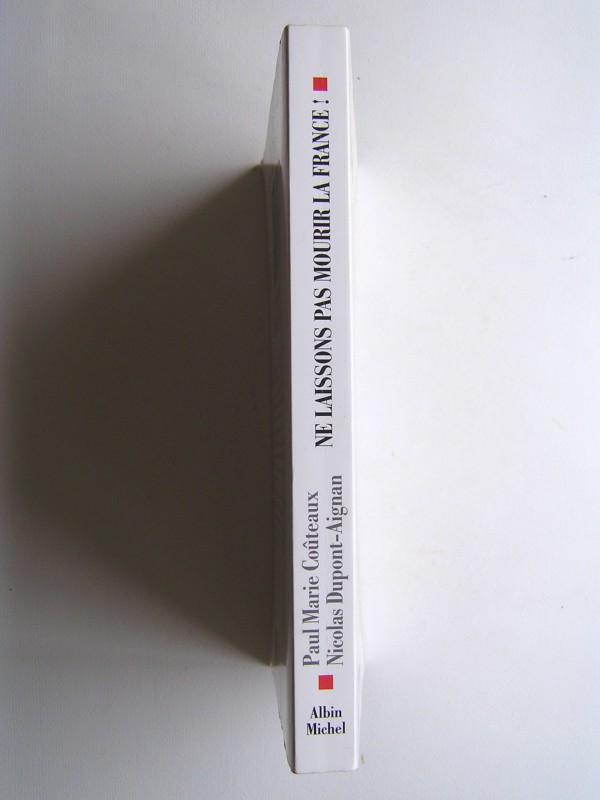 Paul Marie Coûteaux
Nicolas Dupont-Aignan
NE LAISSONS PAS MOURIR LA FRANCE !
Albin
Michel